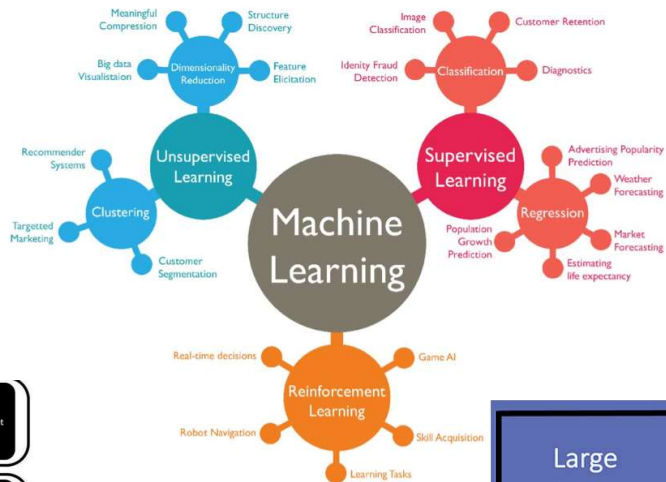 Meaningful
Compression
Structure
Discovery
Big data
Visualistaion
Dimensionality
Reduction
Feature
Elicitation
Image
Classification
Customer Retention
Idenity Fraud
Detection
Classification
Diagnostics
Recommender
Systems
Unsupervised
Learning
Supervised
Learning
Advertising Popularity
Prediction
Weather
Forecasting
Clustering
Targetted
Marketing
Customer
Segmentation
Machine
Learning
Regression
Population
Growth
Prediction
Market
Forecasting
Estimating
life expectancy
Real-time decisions
Game AI
Reinforcement
Learning
Robot Navigation
Skill Acquisition
Learning Tasks
Large